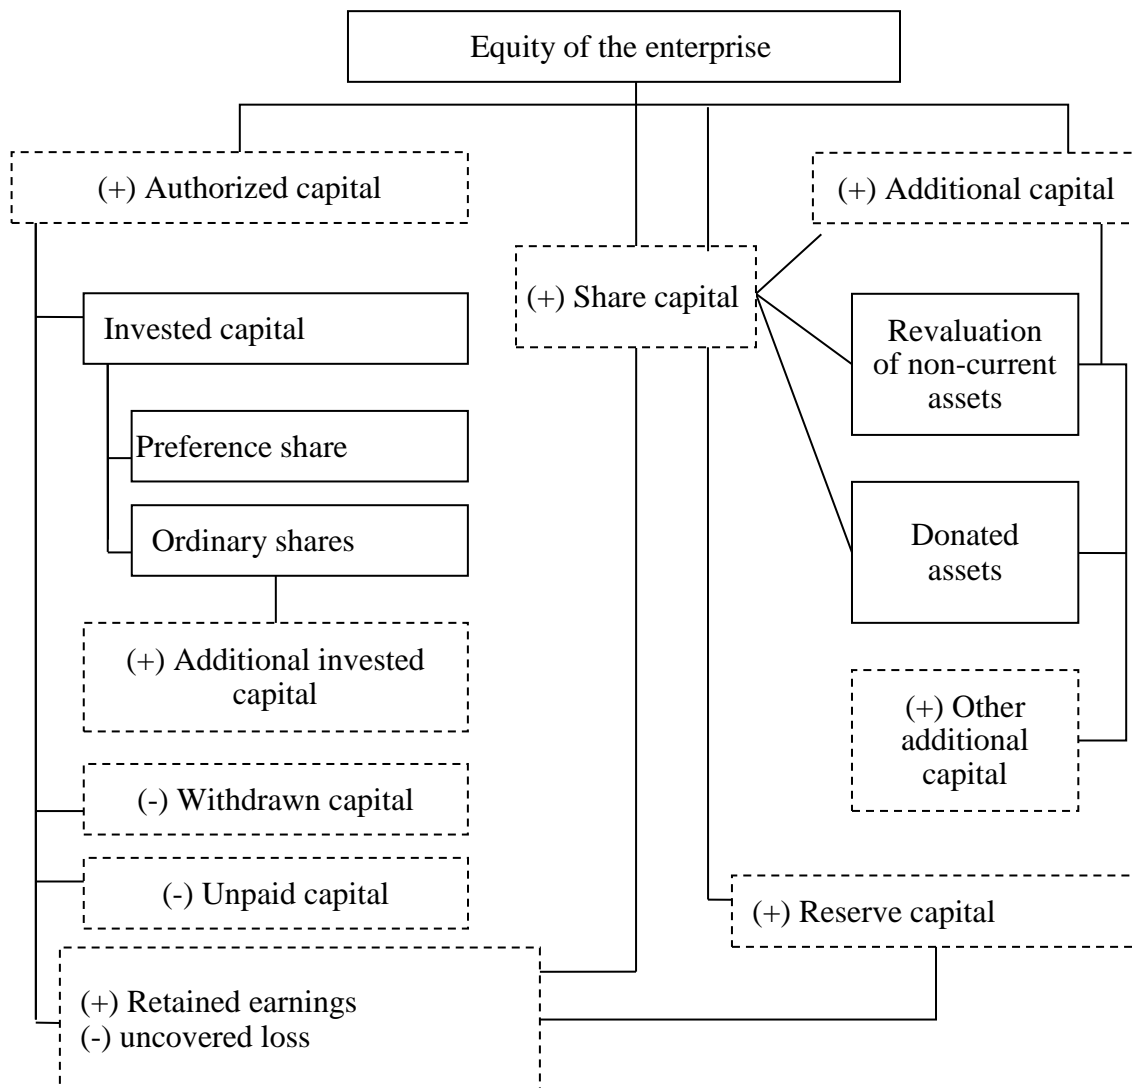 Equity of the enterprise
(+) Authorized capital
(+) Additional capital
(+) Share capital
Invested capital
Revaluation
of non-current
assets
Preference share
Ordinary shares
Donated
assets
(+) Additional invested
capital
(+) Other
additional
capital
(-) Withdrawn capital
(-) Unpaid capital
(+) Reserve capital
(+) Retained earnings
(-) uncovered loss